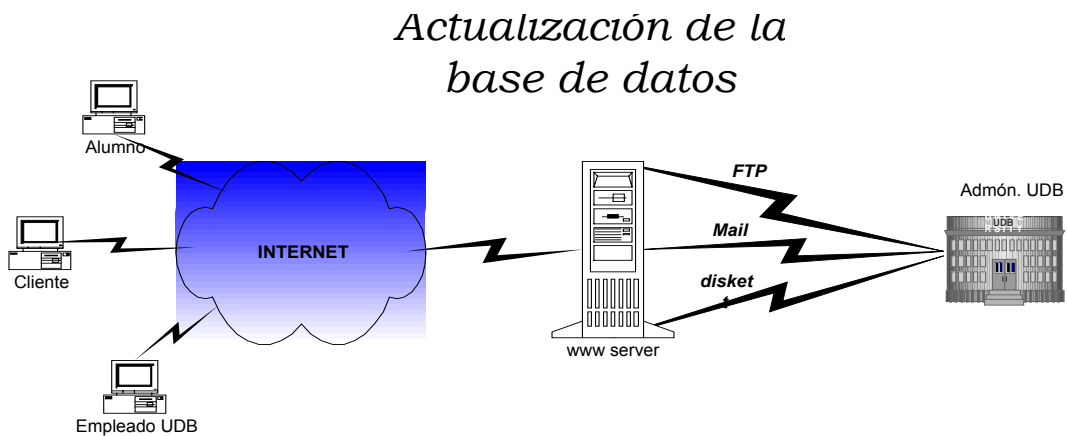 Actualización de la
base de datos
Alumno
INTERNET
FTP
Admón. UDB
UDB
Mail
Cliente
disket
www server
Empleado UDB